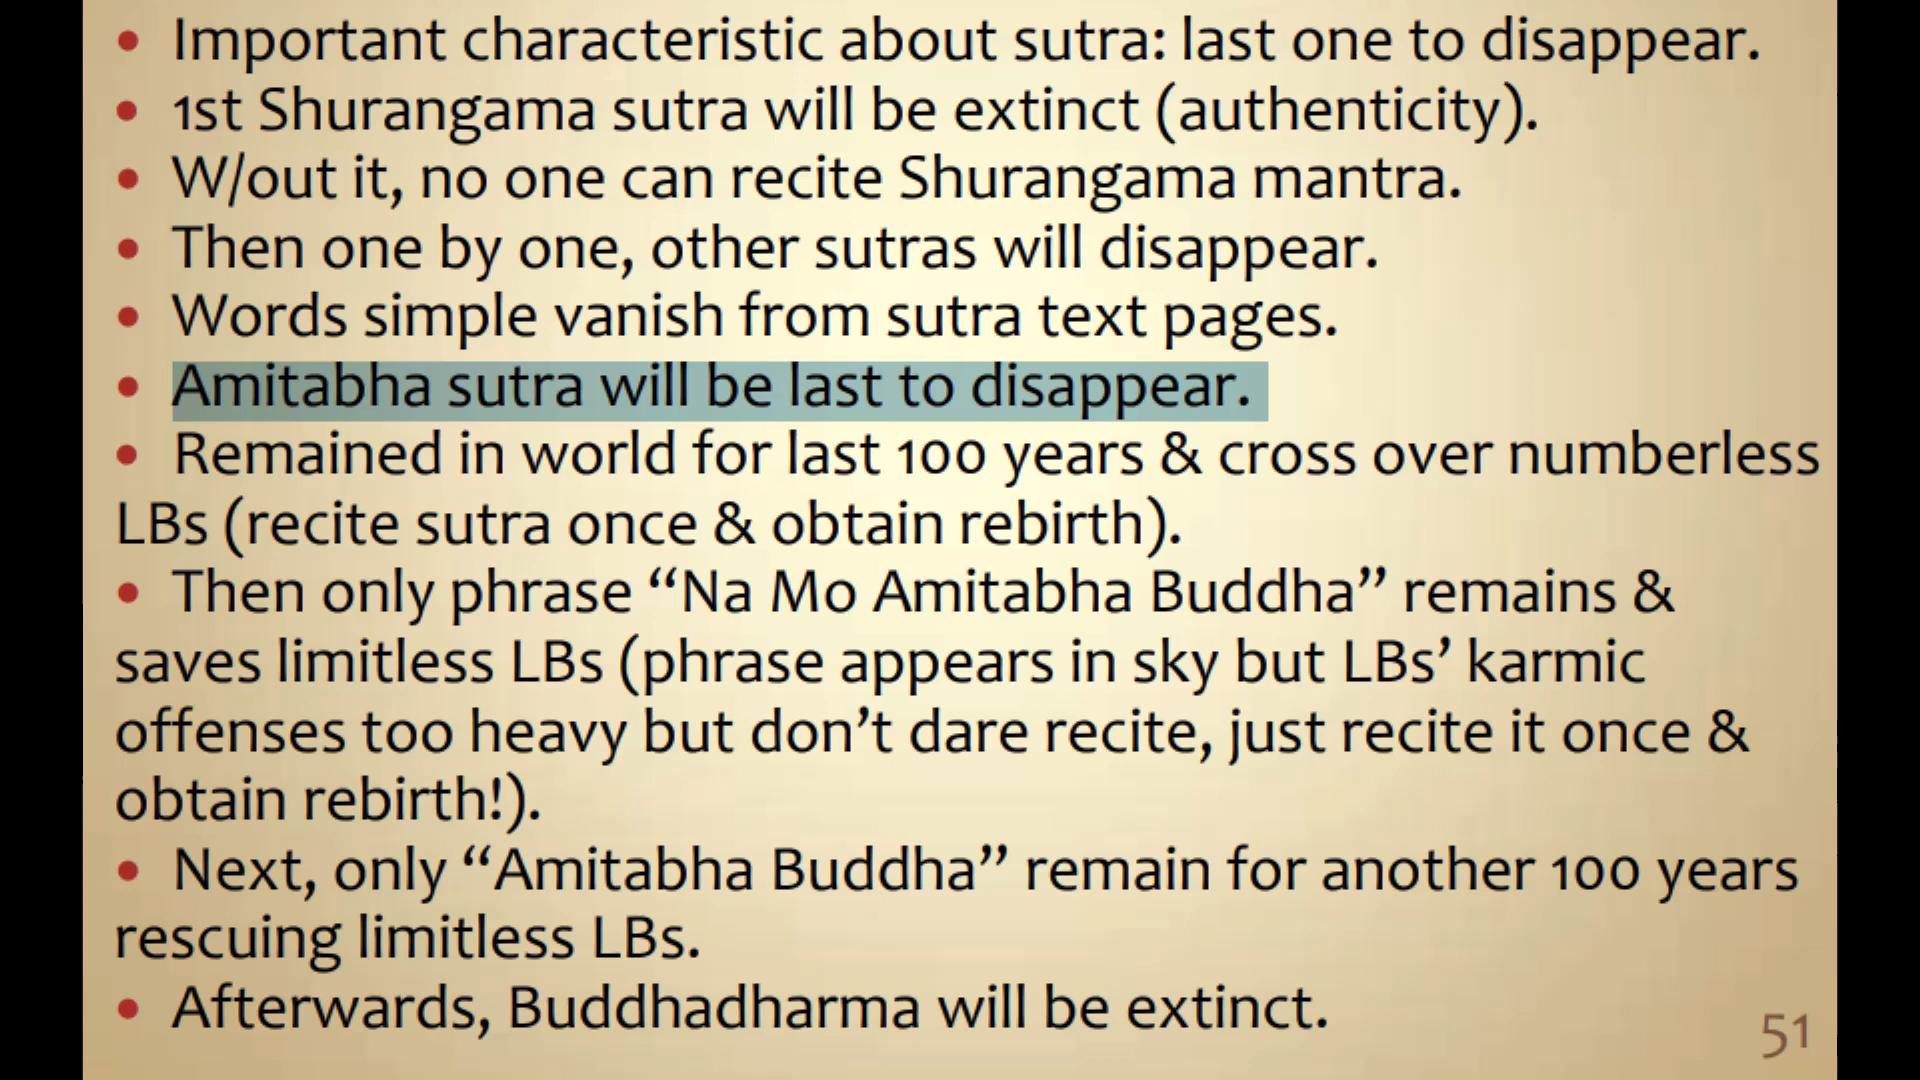 • Important characteristic about sutra: last one to disappear.
• 1st Shurangama sutra will be extinct (authenticity).
• W/out it, no one can recite Shurangama mantra.
• Then one by one, other sutras will disappear.
• Words simple vanish from sutra text pages.
• Amitabha sutra will be last to disappear.
• Remained in world for last 100 years & cross over numberless
LBs (recite sutra once & obtain rebirth).
• Then only phrase “Na Mo Amitabha Buddha” remains &
saves limitless LBs (phrase appears in sky but LBs’ karmic
offenses too heavy but don’t dare recite, just recite it once &
obtain rebirth!).
• Next, only “Amitabha Buddha” remain for another 100 years
rescuing limitless LBs.
• Afterwards, Buddhadharma will be extinct.
51